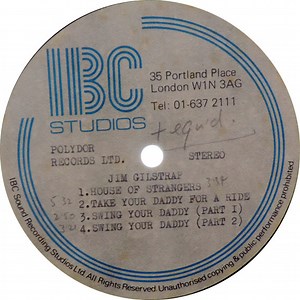 IBC
STUDIOS
35 Portland Place
London W1N 3AG
Tel: 01-637 2111
+ eq'd.
POLYDOR
RECORDS LTD.
STEREO
JIM GILSTRAP
1. HOUSE OF STRANGERS
2. TAKE YOUR DADDY FOR A RIDE
3. SWING YOUR DADDY (PART I)
4. SWING YOUR DADDY (PART 2)
IBC Sound Recording Studios Ltd All Rights Reserved Unauthorised copying & public performance prohibited